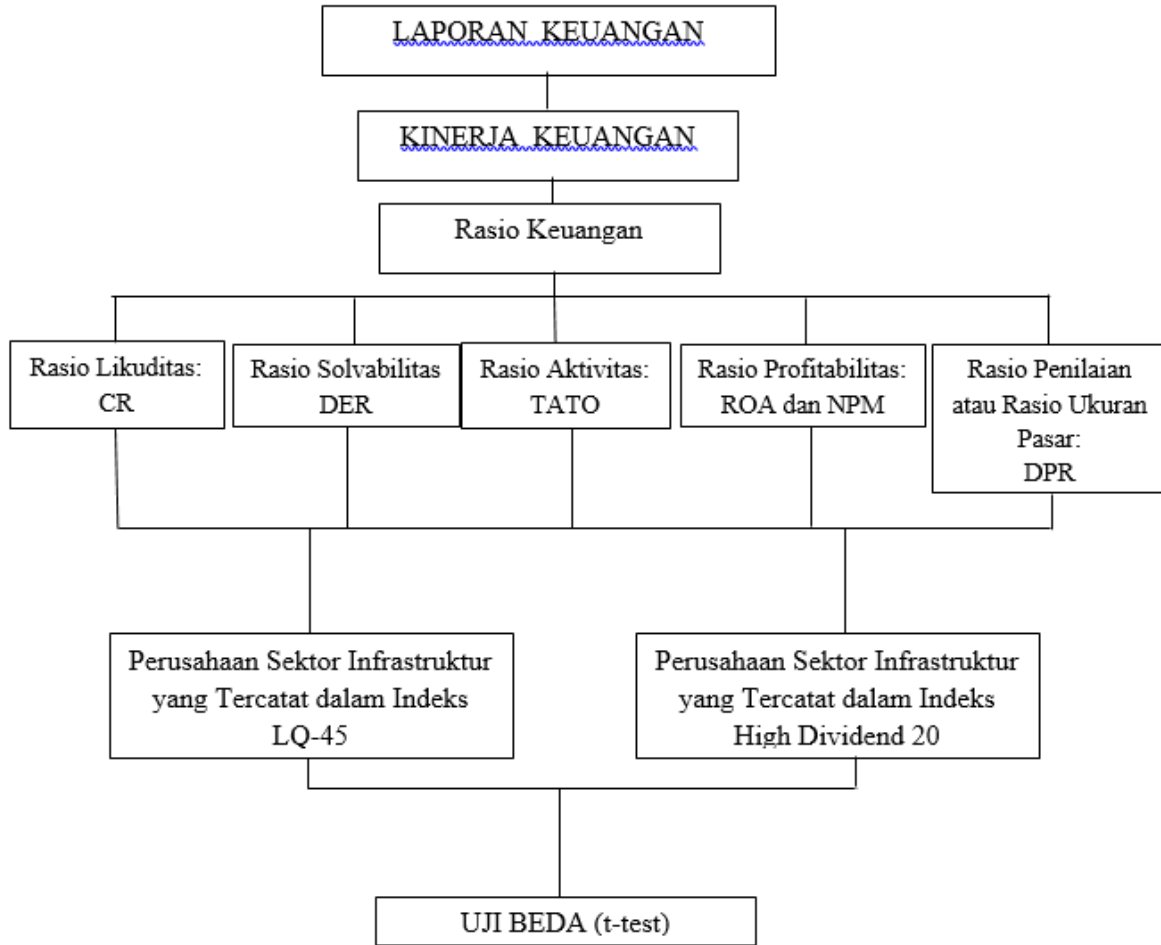 LAPORAN KEUANGAN
KINERJA KEUANGAN
Rasio Keuangan
Rasio Likuditas:
CR
Rasio Solvabilitas
DER
Rasio Aktivitas:
TATO
Rasio Profitabilitas:
ROA dan NPM
Rasio Penilaian
atau Rasio Ukuran
Pasar:
DPR
Perusahaan Sektor Infrastruktur
yang Tercatat dalam Indeks
LQ-45
Perusahaan Sektor Infrastruktur
yang Tercatat dalam Indeks
High Dividend 20
UJI BEDA (t-test)